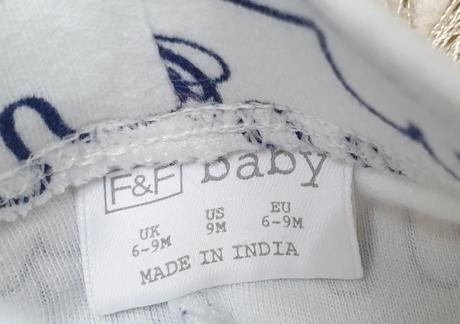 F&F baby
UK US EU
6-9M 9M 6-9M
MADE IN INDIA